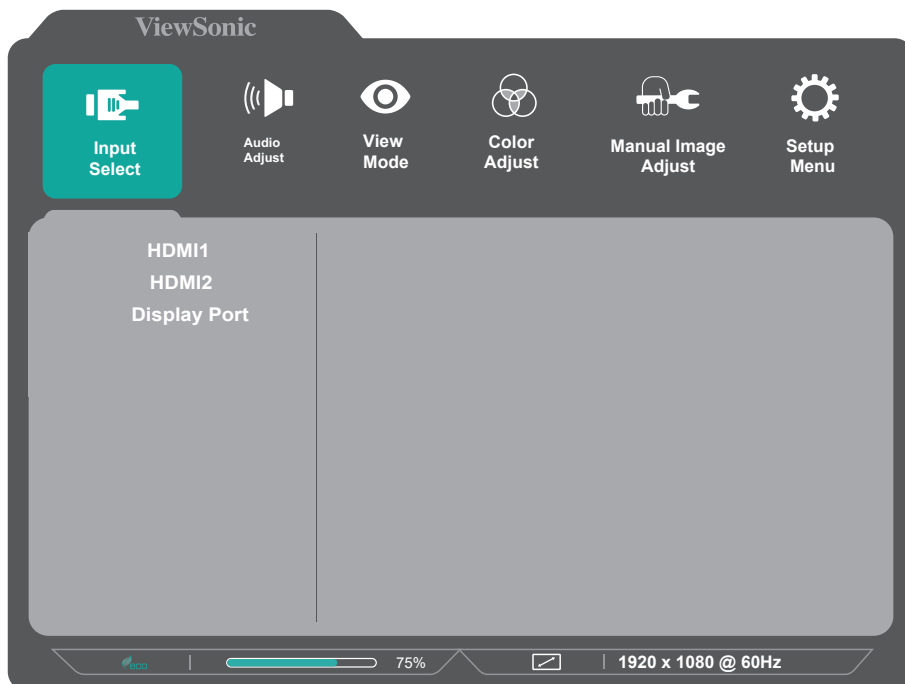 ViewSonic
Input
Select
Audio
Adjust
View
Mode
Color
Adjust
Manual Image
Adjust
Setup
Menu
HDMI1
HDMI2
Display Port
eco
75%
1920 x 1080 @ 60Hz